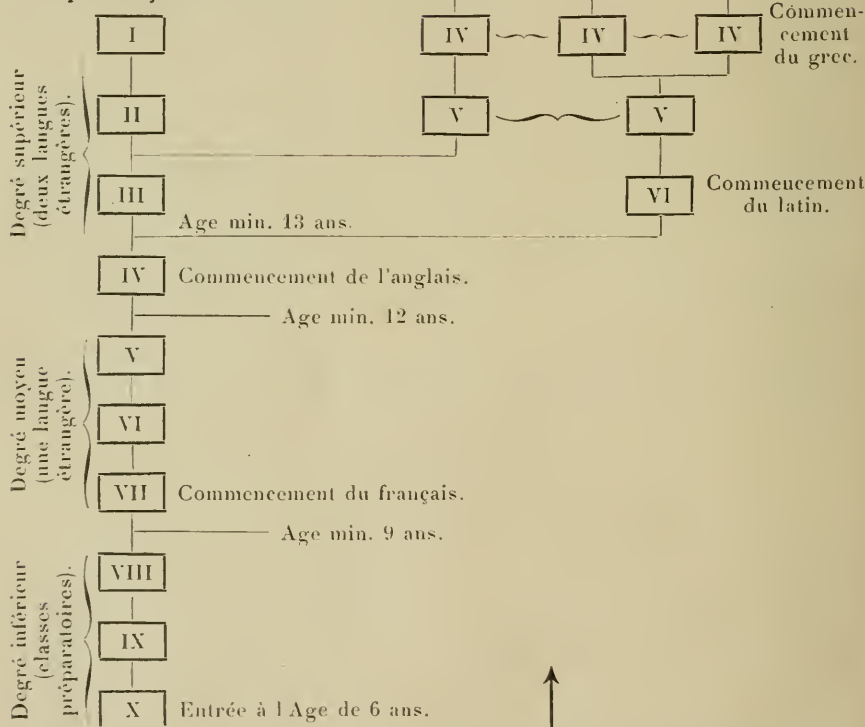 I
IV
IV
IV
Commen-
cement
du grec.
Degré supérieur
(deux langues
étrangères).
II
V
V
III
VI
Commeucement
du latin.
Age min. 13 ans.
IV
Commencement de l'anglais.
Age min. 12 ans.
Degré moyen
(une langue
étrangère).
V
VI
VII
Commencement du français.
Age min. 9 ans.
Degré inférieur
(classes
préparatoires).
VIII
IX
X
Entrée à l Age de 6 ans.